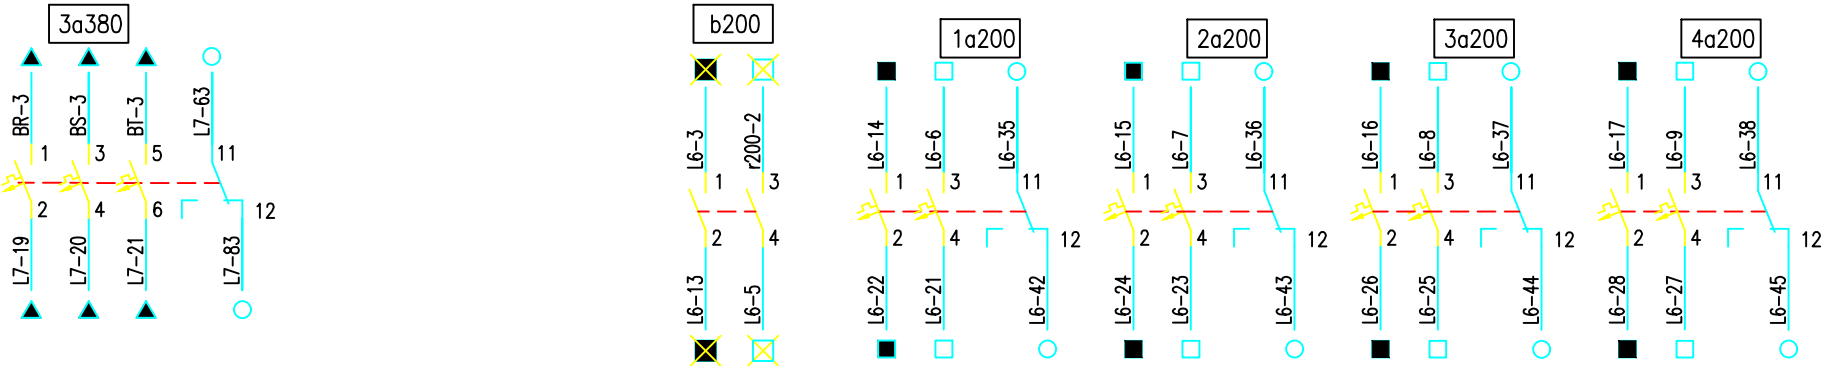 3a380
b200
1a200
2a200
3a200
4a200
BR-3
BS-3
BT-3
L7-63
1
3
5
11
2
4
6
12
L7-19
L7-20
L7-21
L7-83
L6-3
r200-2
1
3
2
4
L6-13
L6-5
L6-14
L6-6
L6-35
1
3
11
2
4
12
L6-22
L6-21
L6-42
L6-15
L6-7
L6-36
1
3
11
2
4
12
L6-24
L6-23
L6-43
L6-16
L6-8
L6-37
1
3
11
2
4
12
L6-26
L6-25
L6-44
L6-17
L6-9
L6-38
1
3
11
2
4
12
L6-28
L6-27
L6-45